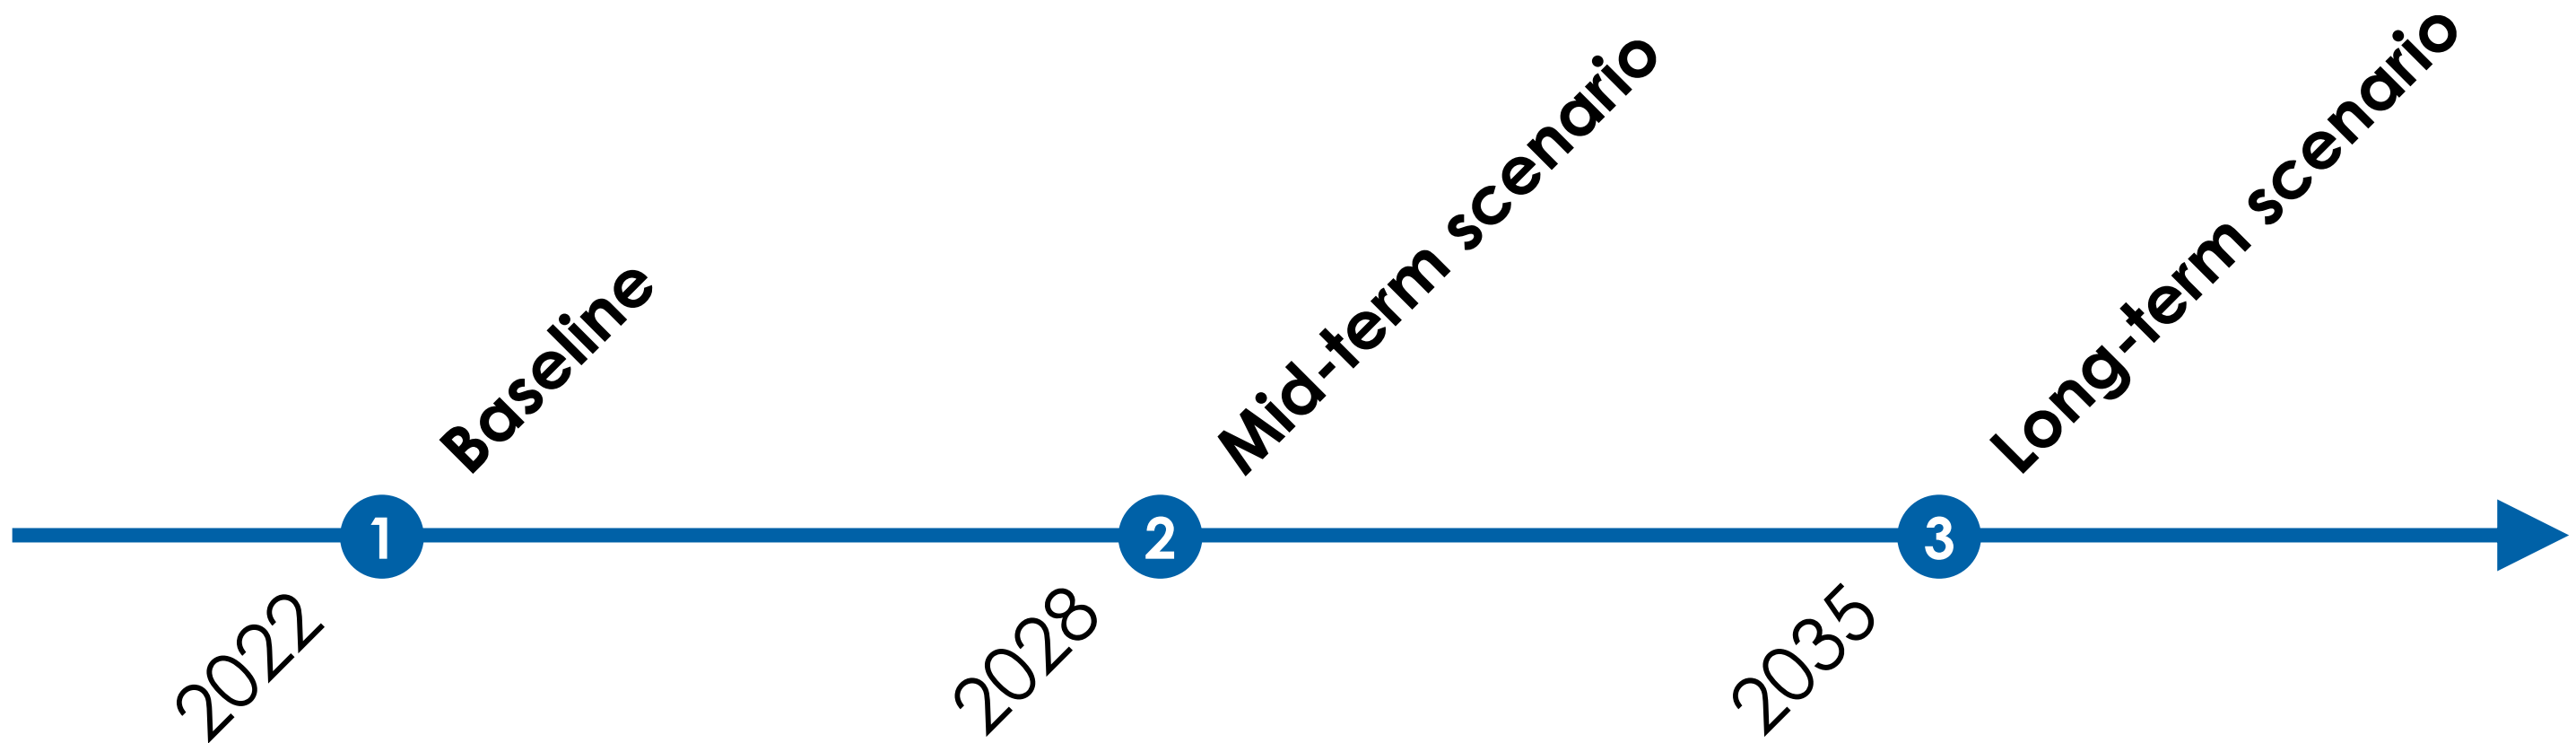 Baseline
Mid-term scenario
Long-term scenario
1
2
3
2022
2028
2035